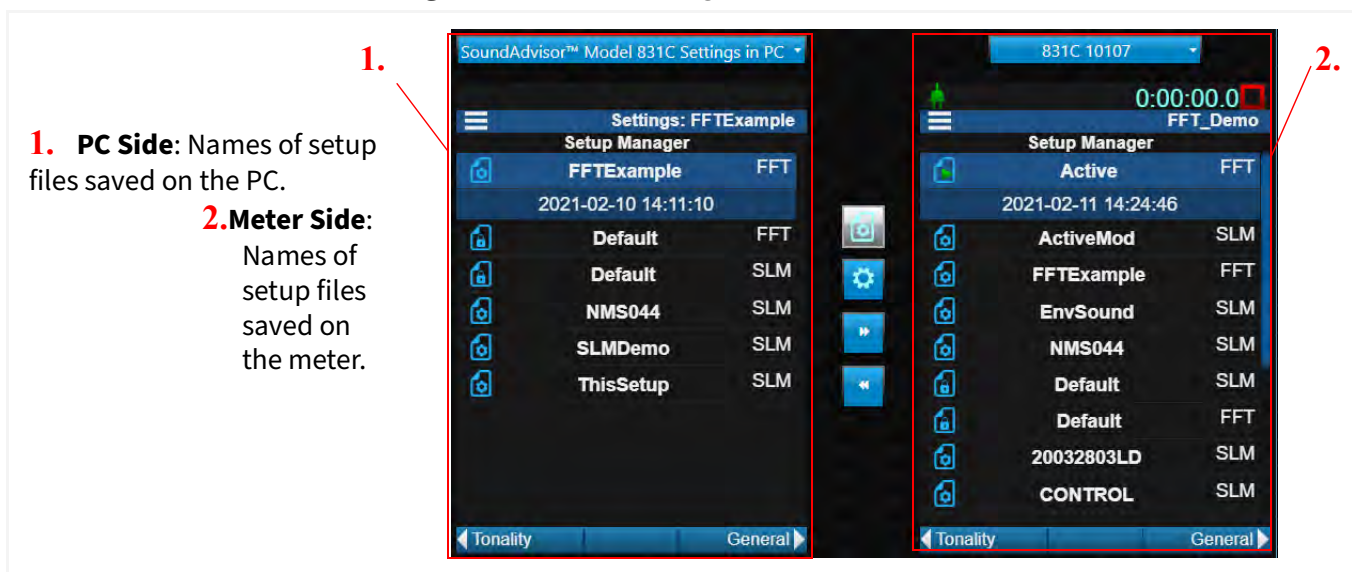 1.
1. PC Side: Names of setup
files saved on the PC.
2.Meter Side:
Names of
setup files
saved on
the meter.
SoundAdvisor™ Model 831C Settings in PC
Settings: FFTExample
Setup Manager
FFTExample FFT
2021-02-10 14:11:10
Default FFT
Default SLM
NMS044 SLM
SLMDemo SLM
ThisSetup SLM
Tonality General
2.
831C 10107
0:00:00.0
FFT_Demo
Setup Manager
Active FFT
2021-02-11 14:24:46
ActiveMod SLM
FFTExample FFT
EnvSound SLM
NMS044 SLM
Default SLM
Default FFT
20032803LD SLM
CONTROL SLM
Tonality General